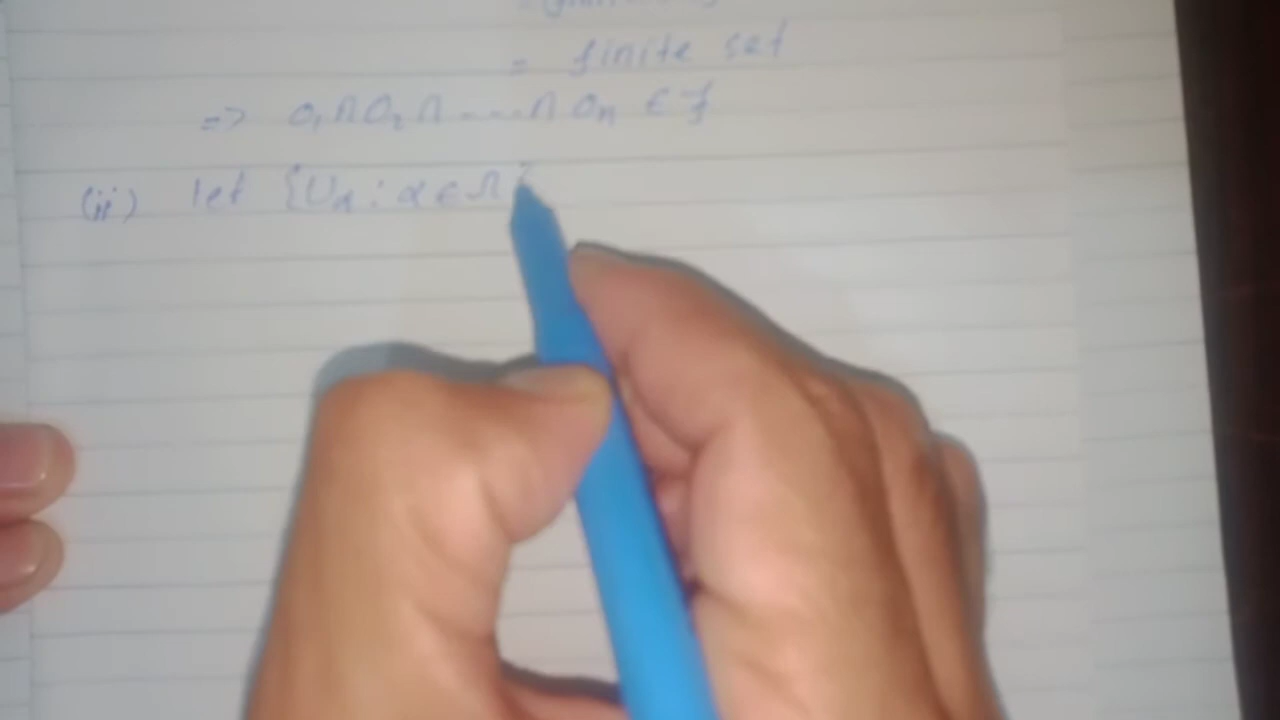 = finite set
=> O₁ ∩ O₂ ∩ ... ∩ Oₙ ∈ Ⴣ
(ii) let {Uα : α ∈ Ω}